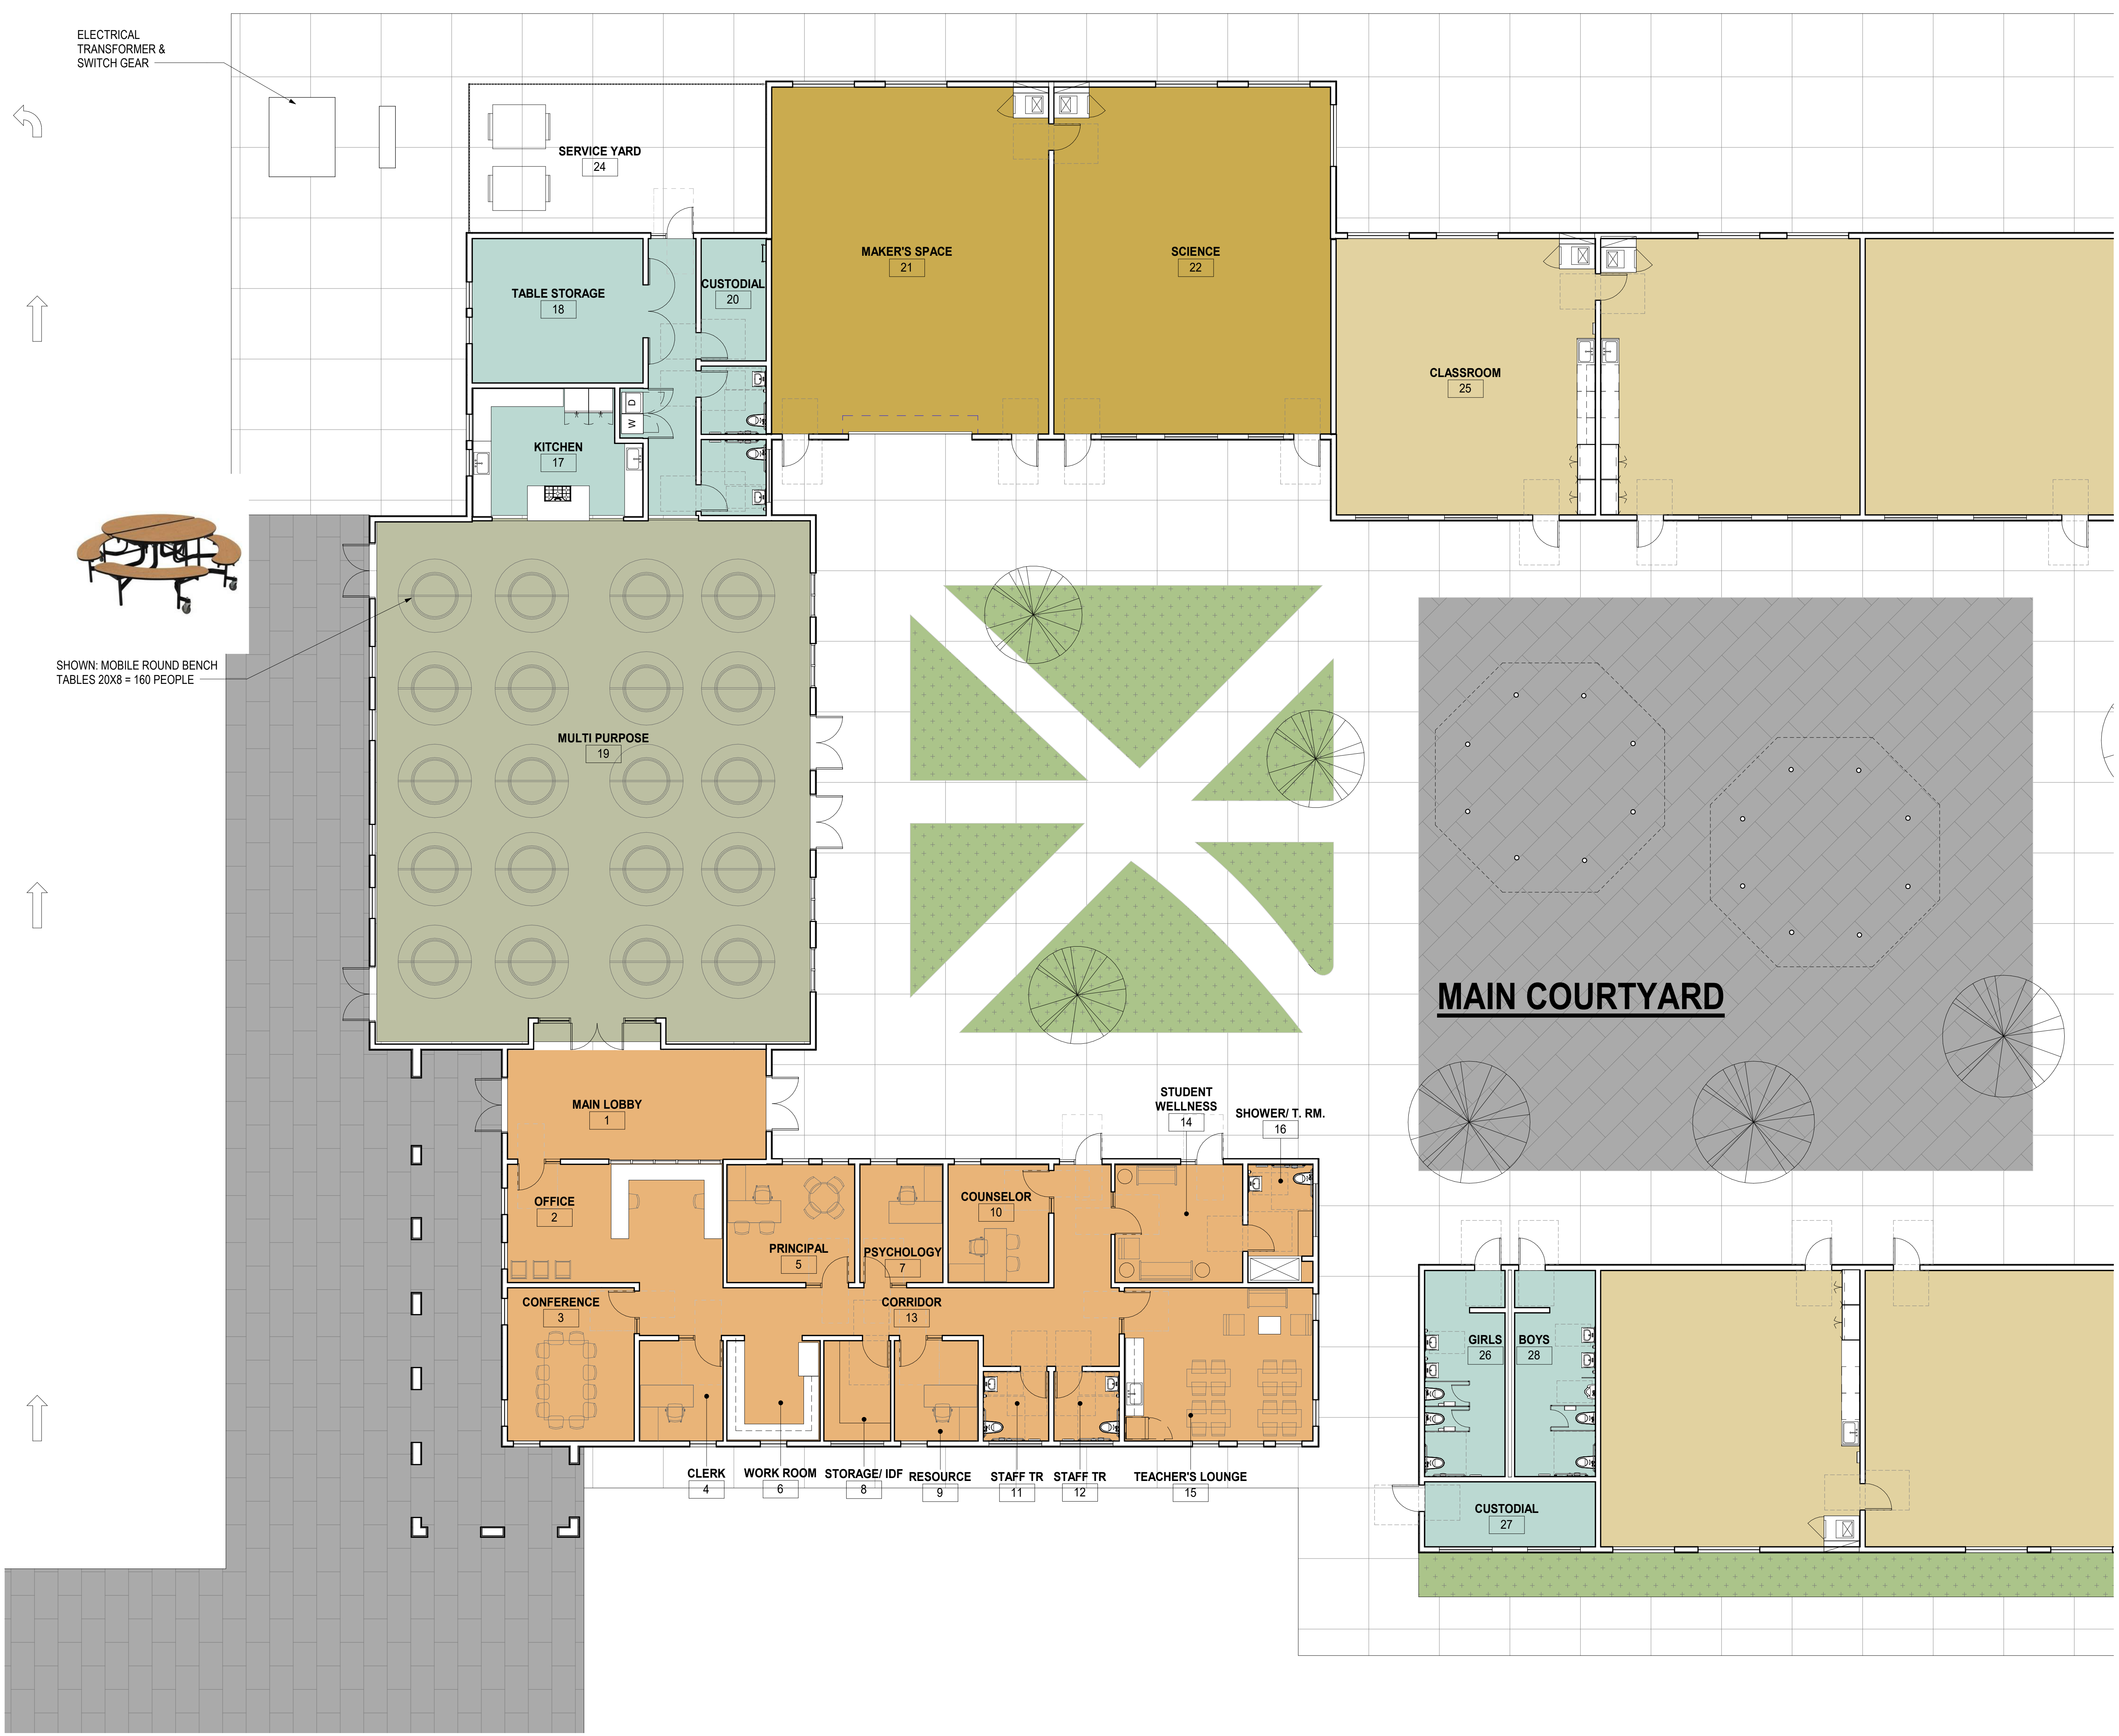 ELECTRICAL
TRANSFORMER &
SWITCH GEAR
SERVICE YARD
24
MAKER'S SPACE
21
SCIENCE
22
TABLE STORAGE
18
CUSTODIAL
20
CLASSROOM
25
D
W
KITCHEN
17
SHOWN: MOBILE ROUND BENCH
TABLES 20X8 = 160 PEOPLE
MULTI PURPOSE
19
MAIN COURTYARD
MAIN LOBBY
1
STUDENT
WELLNESS
14
SHOWER/ T. RM.
16
OFFICE
2
COUNSELOR
10
PRINCIPAL
5
PSYCHOLOGY
7
CONFERENCE
3
CORRIDOR
13
GIRLS
26
BOYS
28
CLERK
4
WORK ROOM
6
STORAGE/ IDF
8
RESOURCE
9
STAFF TR
11
STAFF TR
12
TEACHER'S LOUNGE
15
CUSTODIAL
27